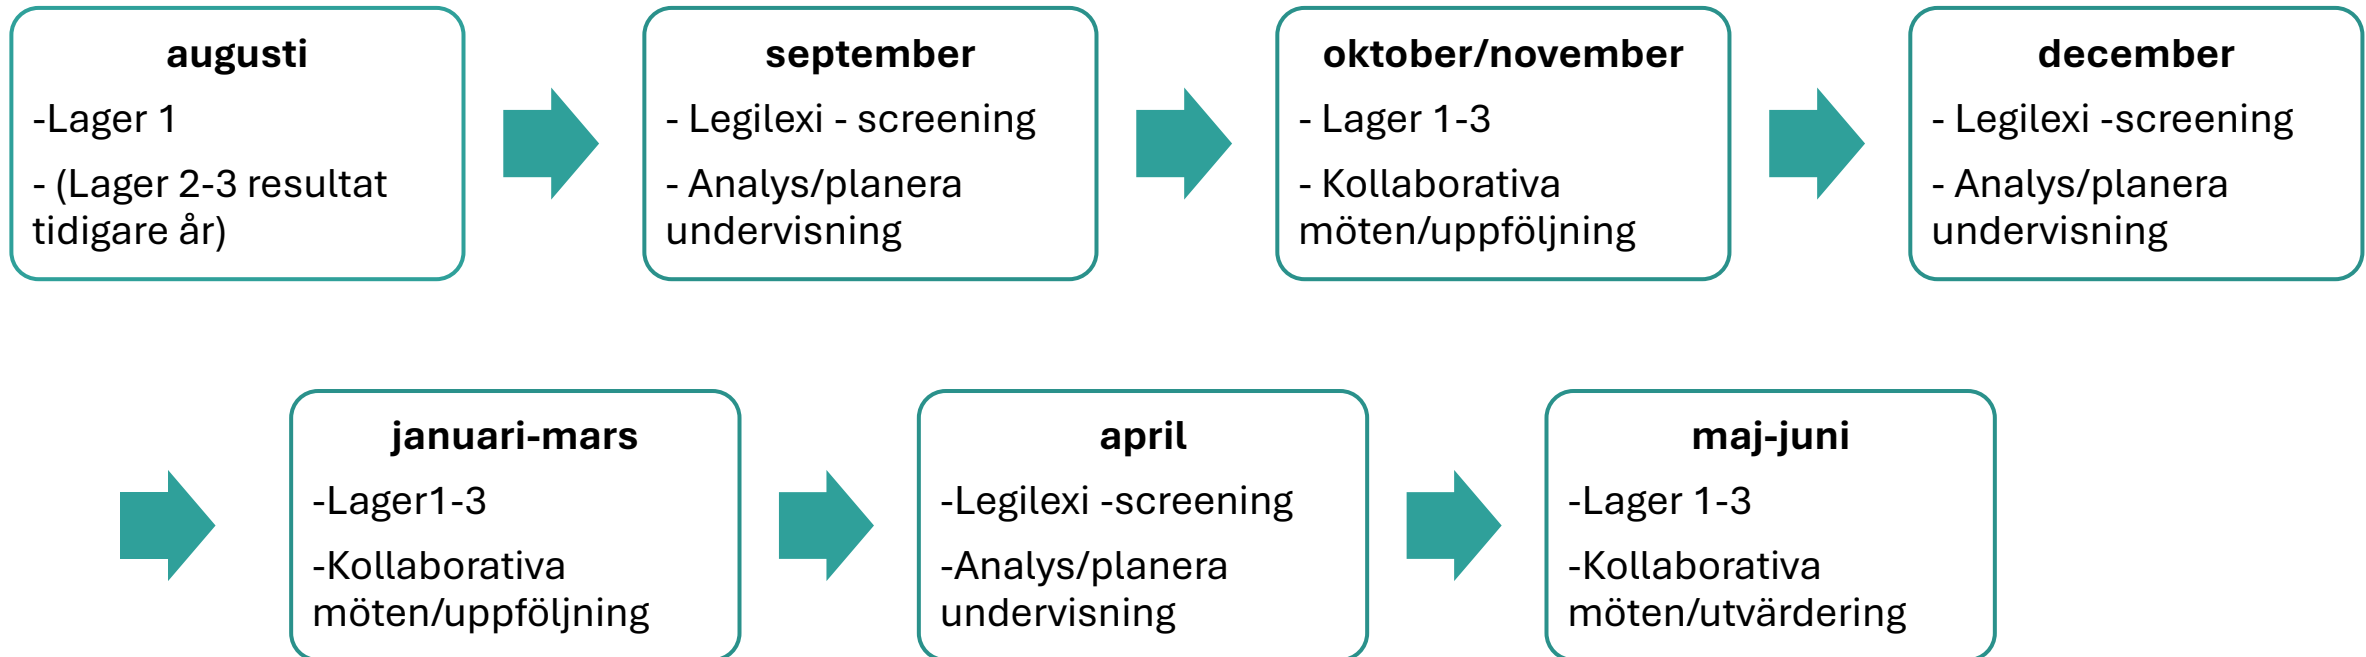 augusti
-Lager 1
- (Lager 2-3 resultat
tidigare år)
september
- Legilexi - screening
- Analys/planera
undervisning
oktober/november
- Lager 1-3
- Kollaborativa
möten/uppföljning
december
- Legilexi -screening
- Analys/planera
undervisning
januari-mars
-Lager1-3
-Kollaborativa
möten/uppföljning
april
-Legilexi -screening
-Analys/planera
undervisning
maj-juni
-Lager 1-3
-Kollaborativa
möten/utvärdering